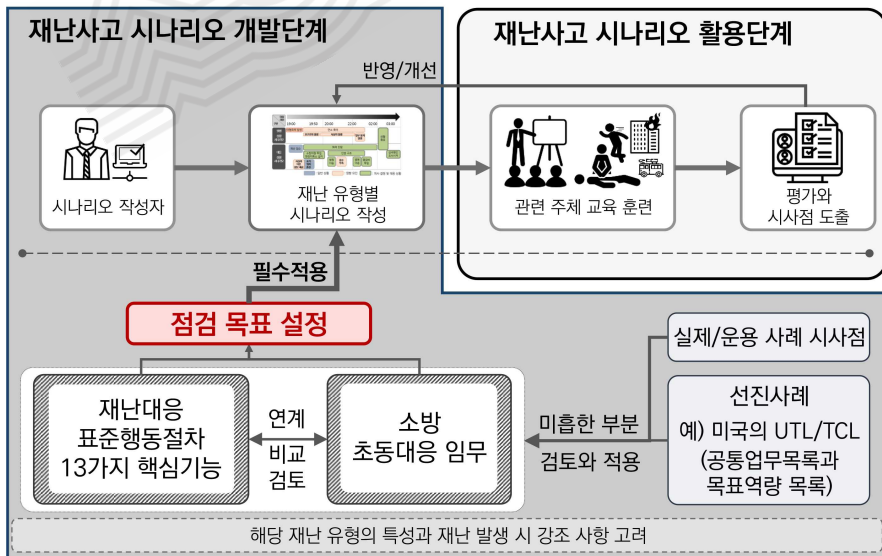 재난사고 시나리오 개발단계
재난사고 시나리오 활용단계
반영/개선
시나리오 작성자
재난 유형별
시나리오 작성
관련 주체 교육 훈련
평가와
시사점 도출
필수적용
점검 목표 설정
실제/운용 사례 시사점
재난대응
표준행동절차
13가지 핵심기능
연계
비교
검토
소방
초동대응 임무
미흡한 부분
검토와 적용
선진사례
예) 미국의 UTL/TCL
(공통업무목록과
목표역량 목록)
해당 재난 유형의 특성과 재난 발생 시 강조 사항 고려